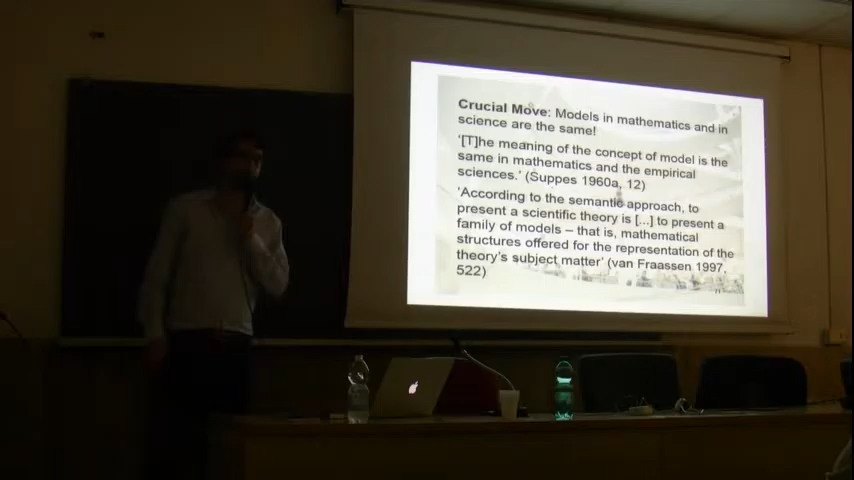 Crucial Move: Models in mathematics and in
science are the same!
'[T]he meaning of the concept of model is the
same in mathematics and the empirical
sciences.' (Suppes 1960a, 12)
'According to the semantic approach, to
present a scientific theory is [...] to present a
family of models – that is, mathematical
structures offered for the representation of the
theory's subject matter' (van Fraassen 1997,
522)